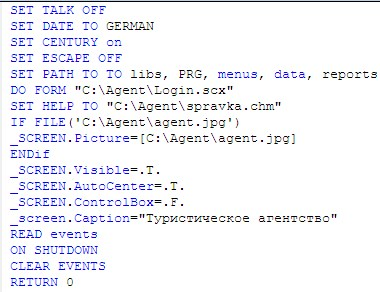 SET TALK OFF
SET DATE TO GERMAN
SET CENTURY on
SET ESCAPE OFF
SET PATH TO TO libs, PRG, menus, data, reports
DO FORM "C:\Agent\Login.scx"
SET HELP TO "C:\Agent\spravka.chm"
IF FILE('C:\Agent\agent.jpg')
_SCREEN.Picture=[C:\Agent\agent.jpg]
ENDif
_SCREEN.Visible=.T.
_SCREEN.AutoCenter=.T.
_SCREEN.ControlBox=.F.
_screen.Caption="Туристическое агентство"
READ events
ON SHUTDOWN
CLEAR EVENTS
RETURN 0